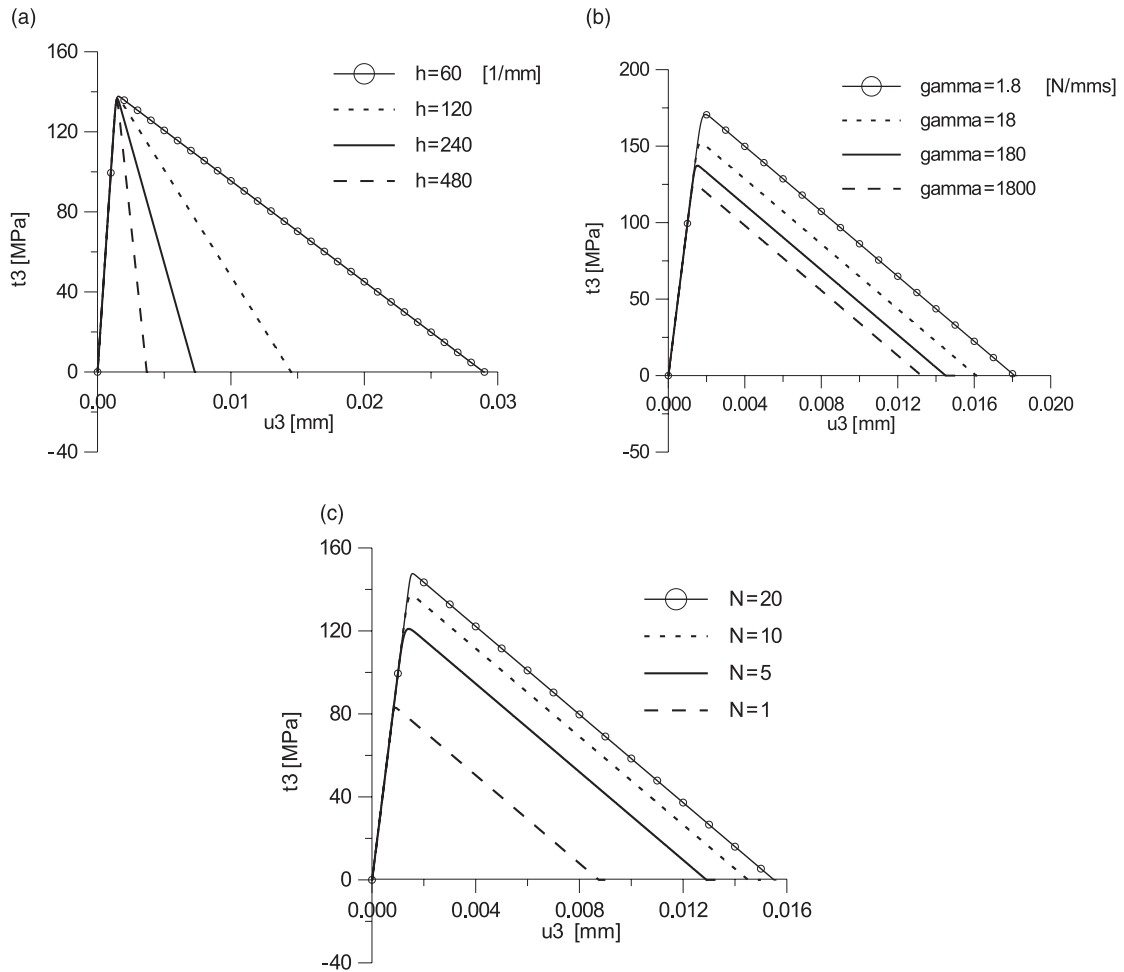 (a)
160
120
80
40
0
-40
t3 [MPa]
0.00
0.01
0.02
0.03
u3 [mm]
h=60 [1/mm]
h=120
h=240
h=480
(b)
200
150
100
50
0
-50
t3 [MPa]
0.000
0.004
0.008
0.012
0.016
0.020
u3 [mm]
gamma=1.8 [N/mms]
gamma=18
gamma=180
gamma=1800
(c)
160
120
80
40
0
-40
t3 [MPa]
0.000
0.004
0.008
0.012
0.016
u3 [mm]
N=20
N=10
N=5
N=1